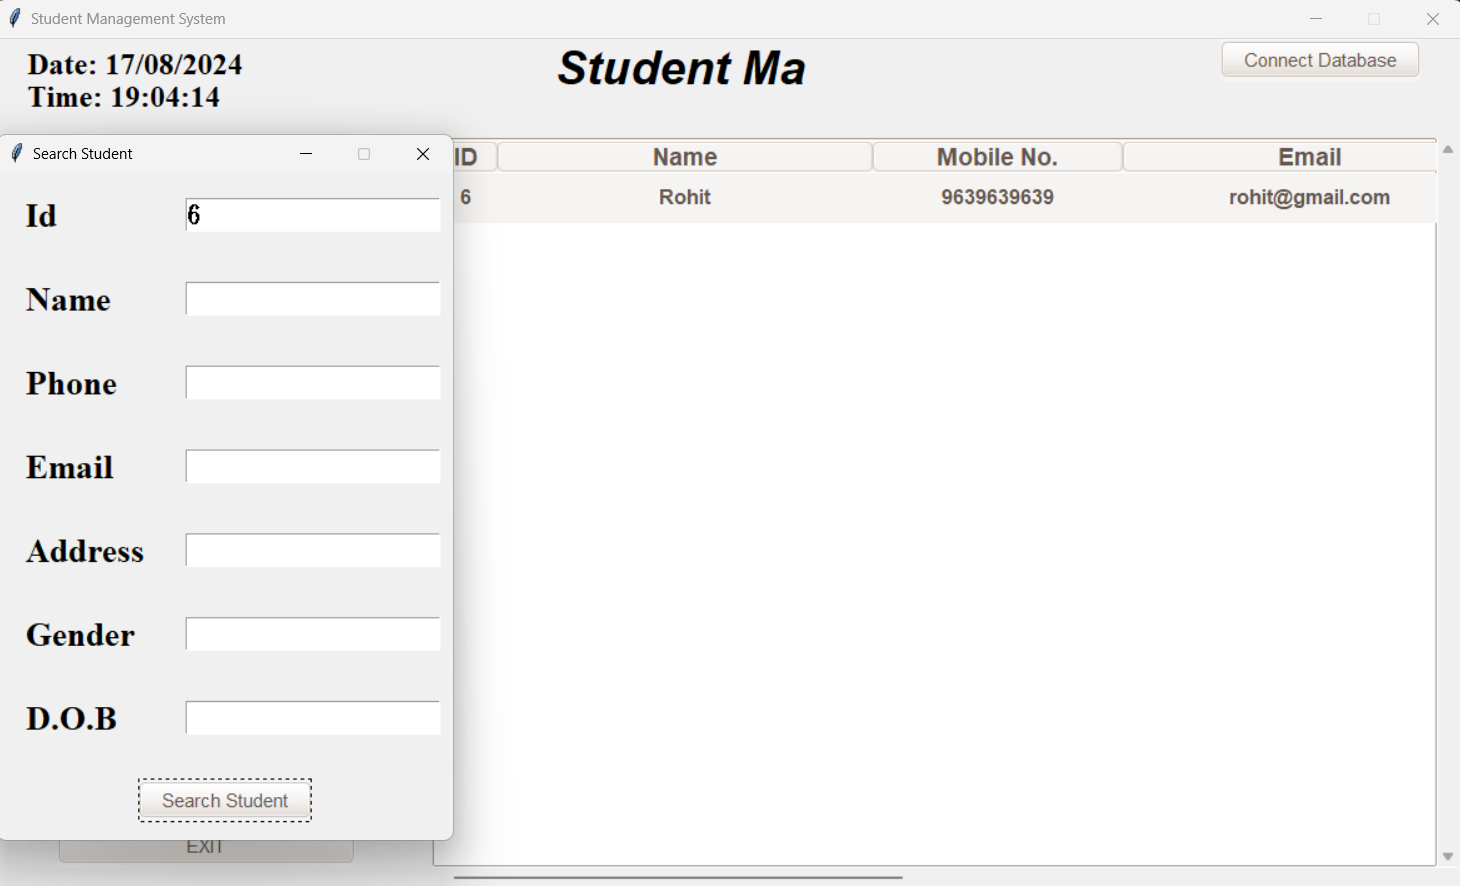 Student Management System
Date: 17/08/2024
Time: 19:04:14
Student Ma
Connect Database
Search Student
Id
6
Name
Phone
Email
Address
Gender
D.O.B
Search Student
EXIT
ID Name Mobile No. Email
6 Rohit 9639639639 rohit@gmail.com